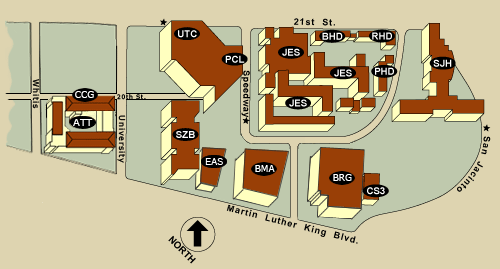 21st St.
UTC
BHD
RHD
PCL
JES
SJH
JES
PHD
Whitis
Speedway
CCG
20th St.
JES
ATT
University
SZB
EAS
BMA
BRG
CS3
San Jacinto
Martin Luther King Blvd.
NORTH